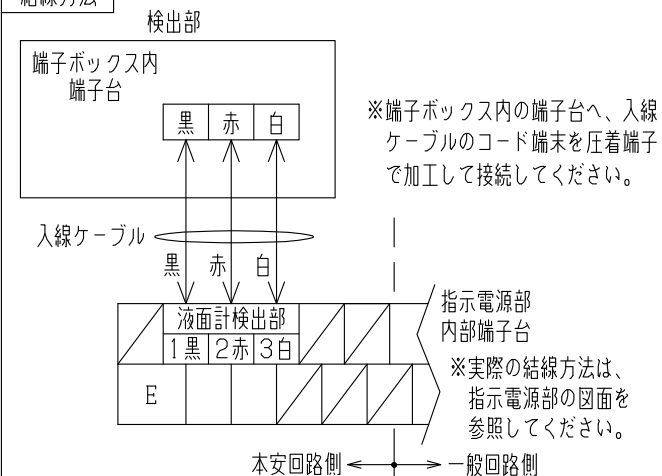 結線方法
検出部
端子ボックス内
端子台
黒 赤 白
※端子ボックス内の端子台へ、入線
ケーブルのコード端末を圧着端子
で加工して接続してください。
入線ケーブル
黒 赤 白
液面計検出部
1黒 2赤 3白
E
指示電源部
内部端子台
※実際の結線方法は、
指示電源部の図面を
参照してください。
本安回路側 一般回路側